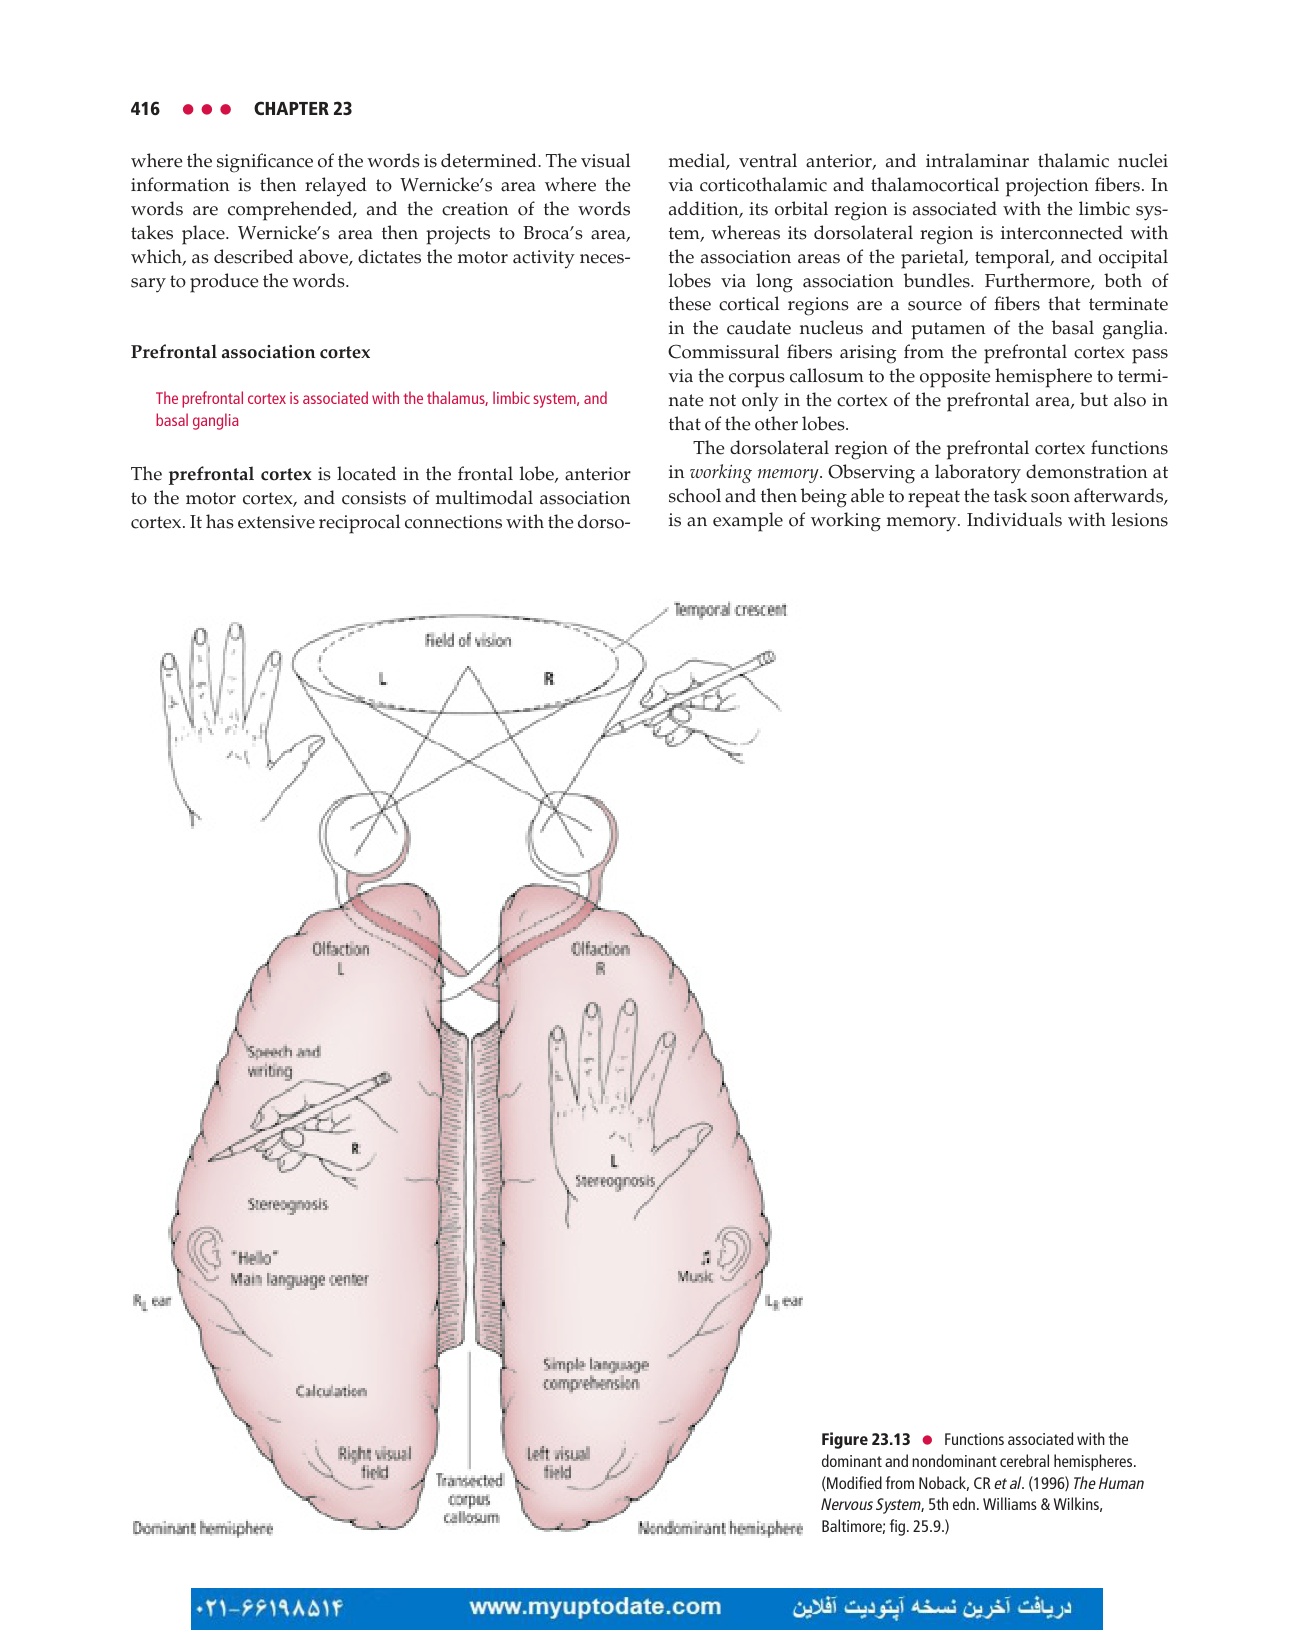 416 ● ● ● CHAPTER 23
where the significance of the words is determined. The visual
information is then relayed to Wernicke's area where the
words are comprehended, and the creation of the words
takes place. Wernicke's area then projects to Broca's area,
which, as described above, dictates the motor activity neces-
sary to produce the words.
Prefrontal association cortex
The prefrontal cortex is associated with the thalamus, limbic system, and
basal ganglia
The prefrontal cortex is located in the frontal lobe, anterior
to the motor cortex, and consists of multimodal association
cortex. It has extensive reciprocal connections with the dorso-
medial, ventral anterior, and intralaminar thalamic nuclei
via corticothalamic and thalamocortical projection fibers. In
addition, its orbital region is associated with the limbic sys-
tem, whereas its dorsolateral region is interconnected with
the association areas of the parietal, temporal, and occipital
lobes via long association bundles. Furthermore, both of
these cortical regions are a source of fibers that terminate
in the caudate nucleus and putamen of the basal ganglia.
Commissural fibers arising from the prefrontal cortex pass
via the corpus callosum to the opposite hemisphere to termi-
nate not only in the cortex of the prefrontal area, but also in
that of the other lobes.
The dorsolateral region of the prefrontal cortex functions
in working memory. Observing a laboratory demonstration at
school and then being able to repeat the task soon afterwards,
is an example of working memory. Individuals with lesions
Temporal crescent
Field of vision
L
R
Olfaction
L
Olfaction
R
Speech and
writing
R
L
Stereognosis
Stereognosis
"Hello"
Main language center
Music
R_L ear
L_R ear
Simple language
comprehension
Calculation
Right visual
field
Left visual
field
Transected
corpus
callosum
Dominant hemisphere
Nondominant hemisphere
Figure 23.13 ● Functions associated with the
dominant and nondominant cerebral hemispheres.
(Modified from Noback, CR et al. (1996) The Human
Nervous System, 5th edn. Williams & Wilkins,
Baltimore; fig. 25.9.)
۰۲۱-۶۶۱۹۸۵۱۴ www.myuptodate.com دریافت آخرین نسخه آپتودیت آفلاین